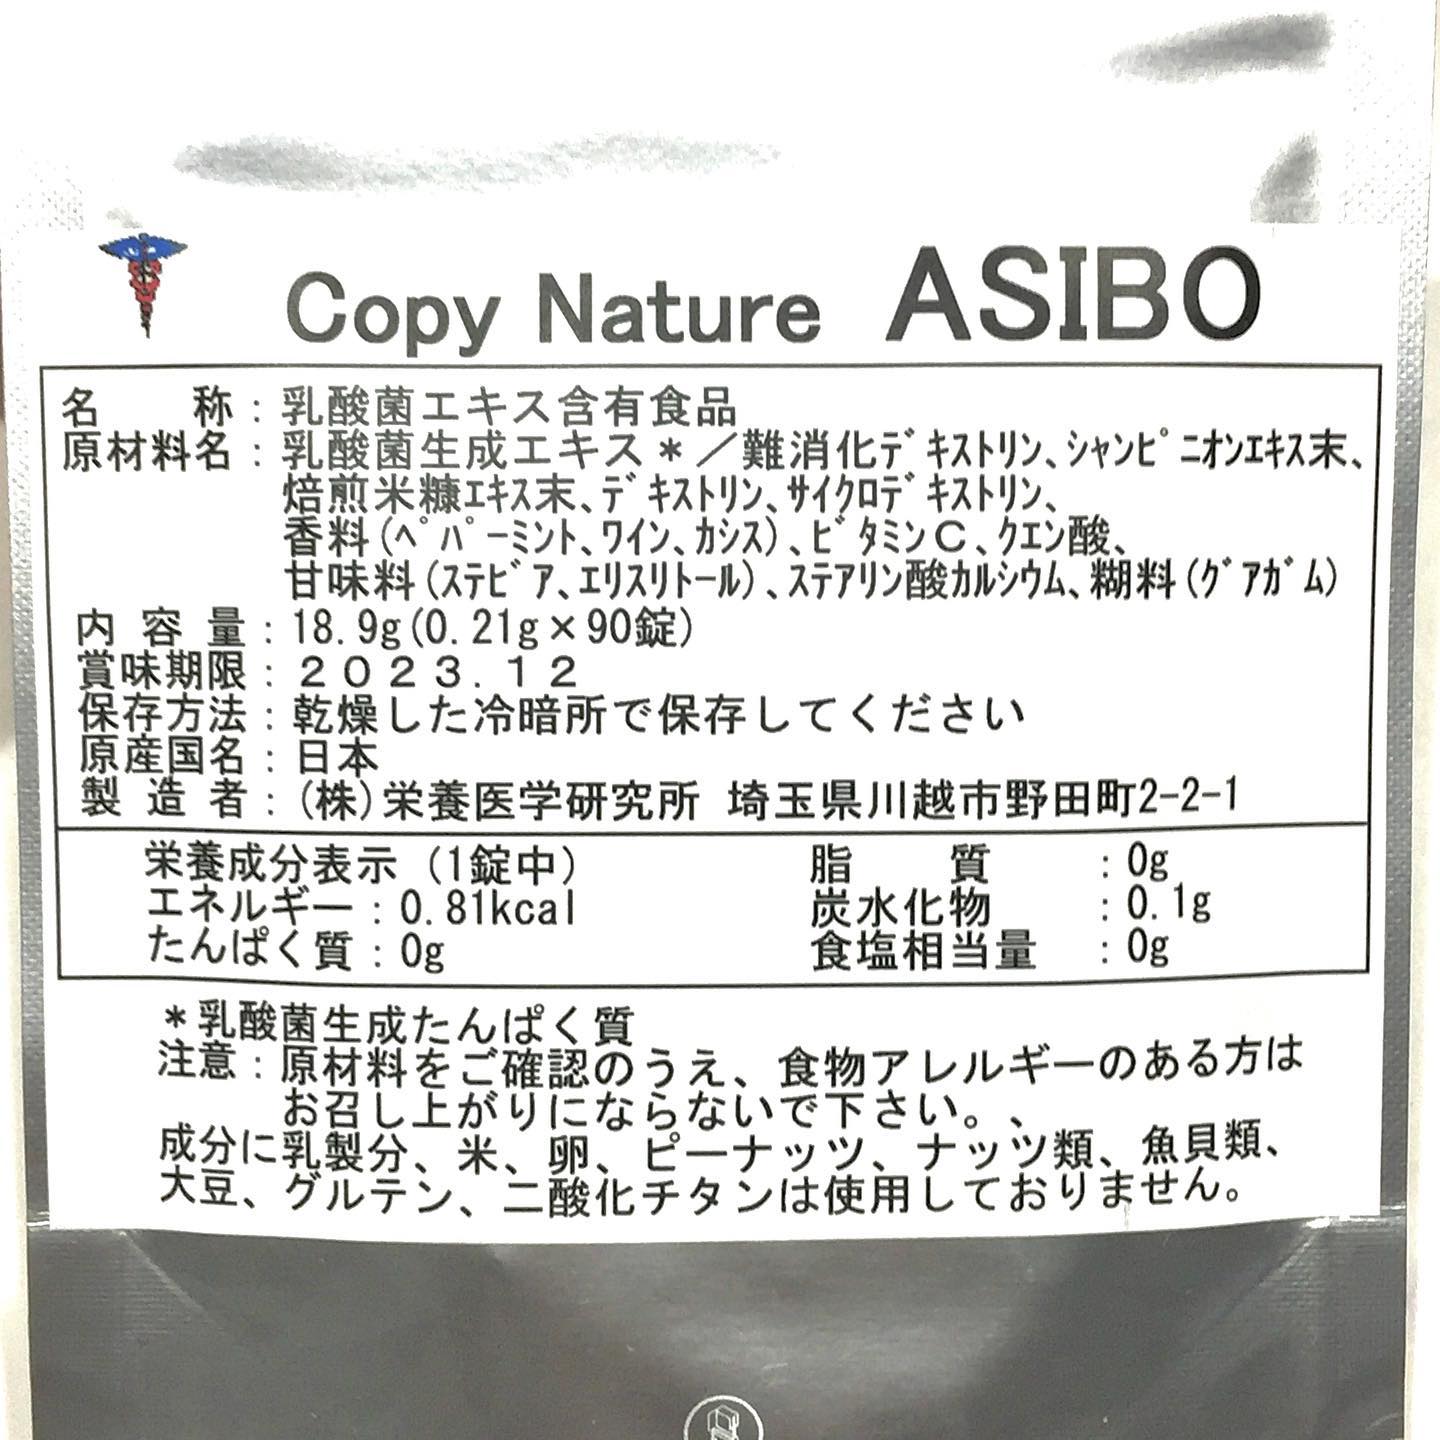 Copy Nature ASIBO
名称：乳酸菌エキス含有食品
原材料名：乳酸菌生成エキス＊／難消化ﾃﾞｷｽﾄﾘﾝ、ｼｬﾝﾋﾟﾆｵﾝｴｷｽ末、
焙煎米糠ｴｷｽ末、ﾃﾞｷｽﾄﾘﾝ、ｻｲｸﾛﾃﾞｷｽﾄﾘﾝ、
香料(ﾍﾟﾊﾟｰﾐﾝﾄ、ﾜｲﾝ、ｶｼｽ)、ﾋﾞﾀﾐﾝＣ、ｸｴﾝ酸、
甘味料(ｽﾃﾋﾞｱ、ｴﾘｽﾘﾄｰﾙ)、ｽﾃｱﾘﾝ酸ｶﾙｼｳﾑ、糊料(ｸﾞｱｶﾞﾑ)
内容量：18.9g(0.21g×90錠)
賞味期限：２０２３.１２
保存方法：乾燥した冷暗所で保存してください
原産国名：日本
製造者：(株)栄養医学研究所 埼玉県川越市野田町2-2-1
栄養成分表示（1錠中） 脂質：0g
エネルギー：0.81kcal 炭水化物：0.1g
たんぱく質：0g 食塩相当量：0g
＊乳酸菌生成たんぱく質
注意：原材料をご確認のうえ、食物アレルギーのある方は
お召し上がりにならないで下さい。、
成分に乳製分、米、卵、ピーナッツ、ナッツ類、魚貝類、
大豆、グルテン、二酸化チタンは使用しておりません。